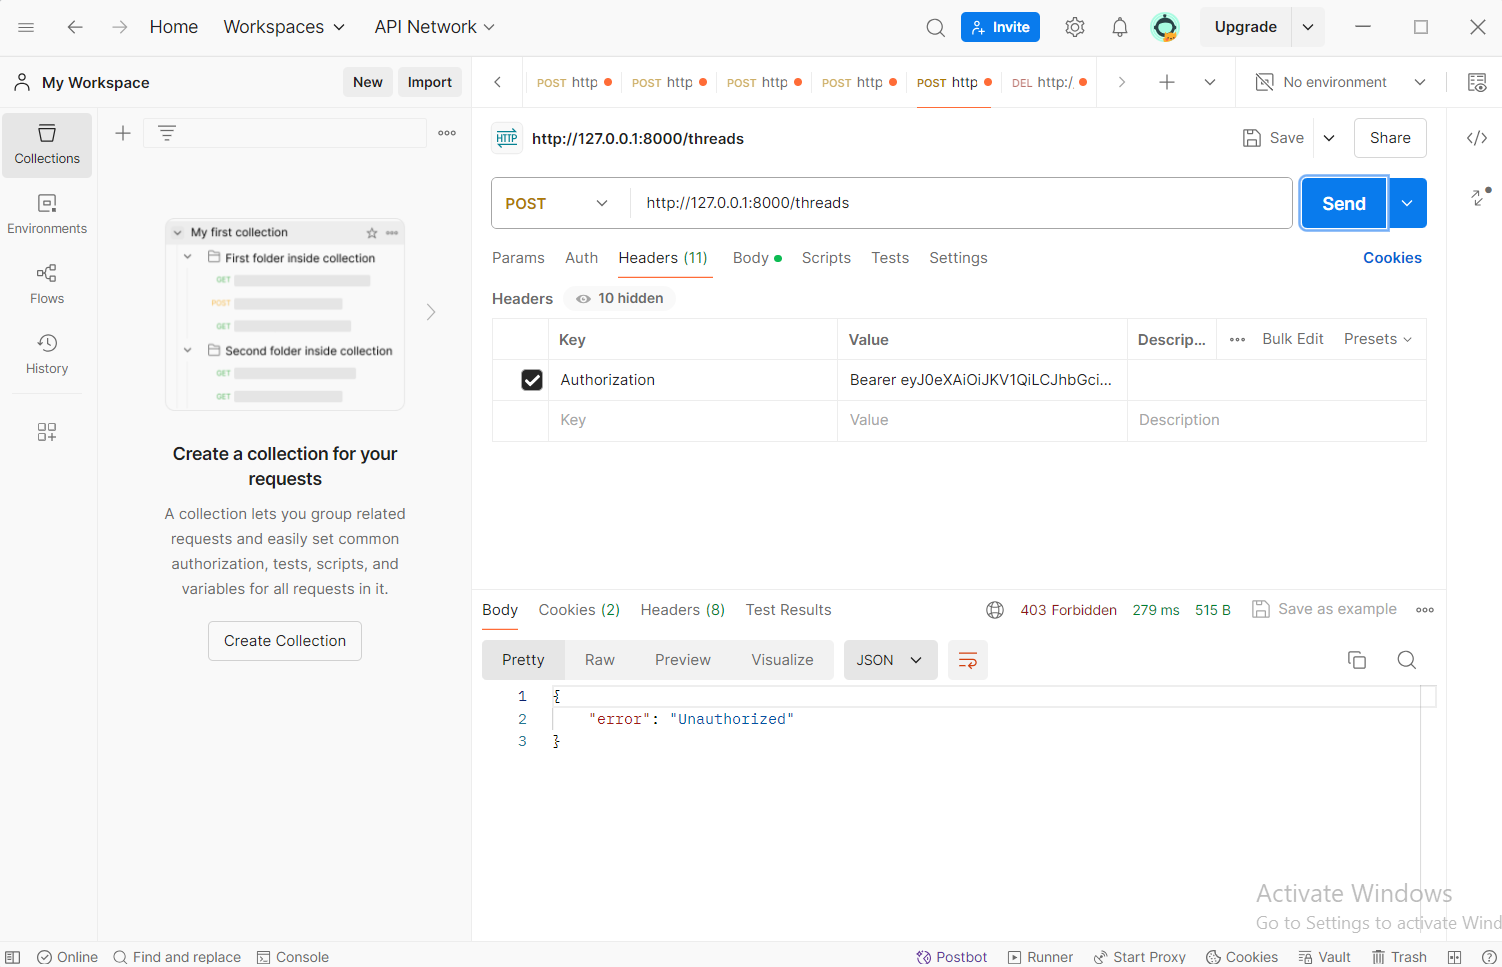 Home
Workspaces
API Network
Invite
Upgrade
My Workspace
New
Import
POST http
POST http
POST http
POST http
POST http
DEL http:/
No environment
Collections
Environments
Flows
History
My first collection
First folder inside collection
GET
POST
GET
Second folder inside collection
GET
GET
Create a collection for your
requests
A collection lets you group related
requests and easily set common
authorization, tests, scripts, and
variables for all requests in it.
Create Collection
HTTP
http://127.0.0.1:8000/threads
Save
Share
POST
http://127.0.0.1:8000/threads
Send
Params
Auth
Headers (11)
Body
Scripts
Tests
Settings
Cookies
Headers
10 hidden
Key
Value
Descrip...
Bulk Edit
Presets
Authorization
Bearer eyJ0eXAiOiJKV1QiLCJhbGci...
Key
Value
Description
Body
Cookies (2)
Headers (8)
Test Results
403 Forbidden
279 ms
515 B
Save as example
Pretty
Raw
Preview
Visualize
JSON
1 {
2 "error": "Unauthorized"
3 }
Activate Windows
Go to Settings to activate Wind
Online
Find and replace
Console
Postbot
Runner
Start Proxy
Cookies
Vault
Trash